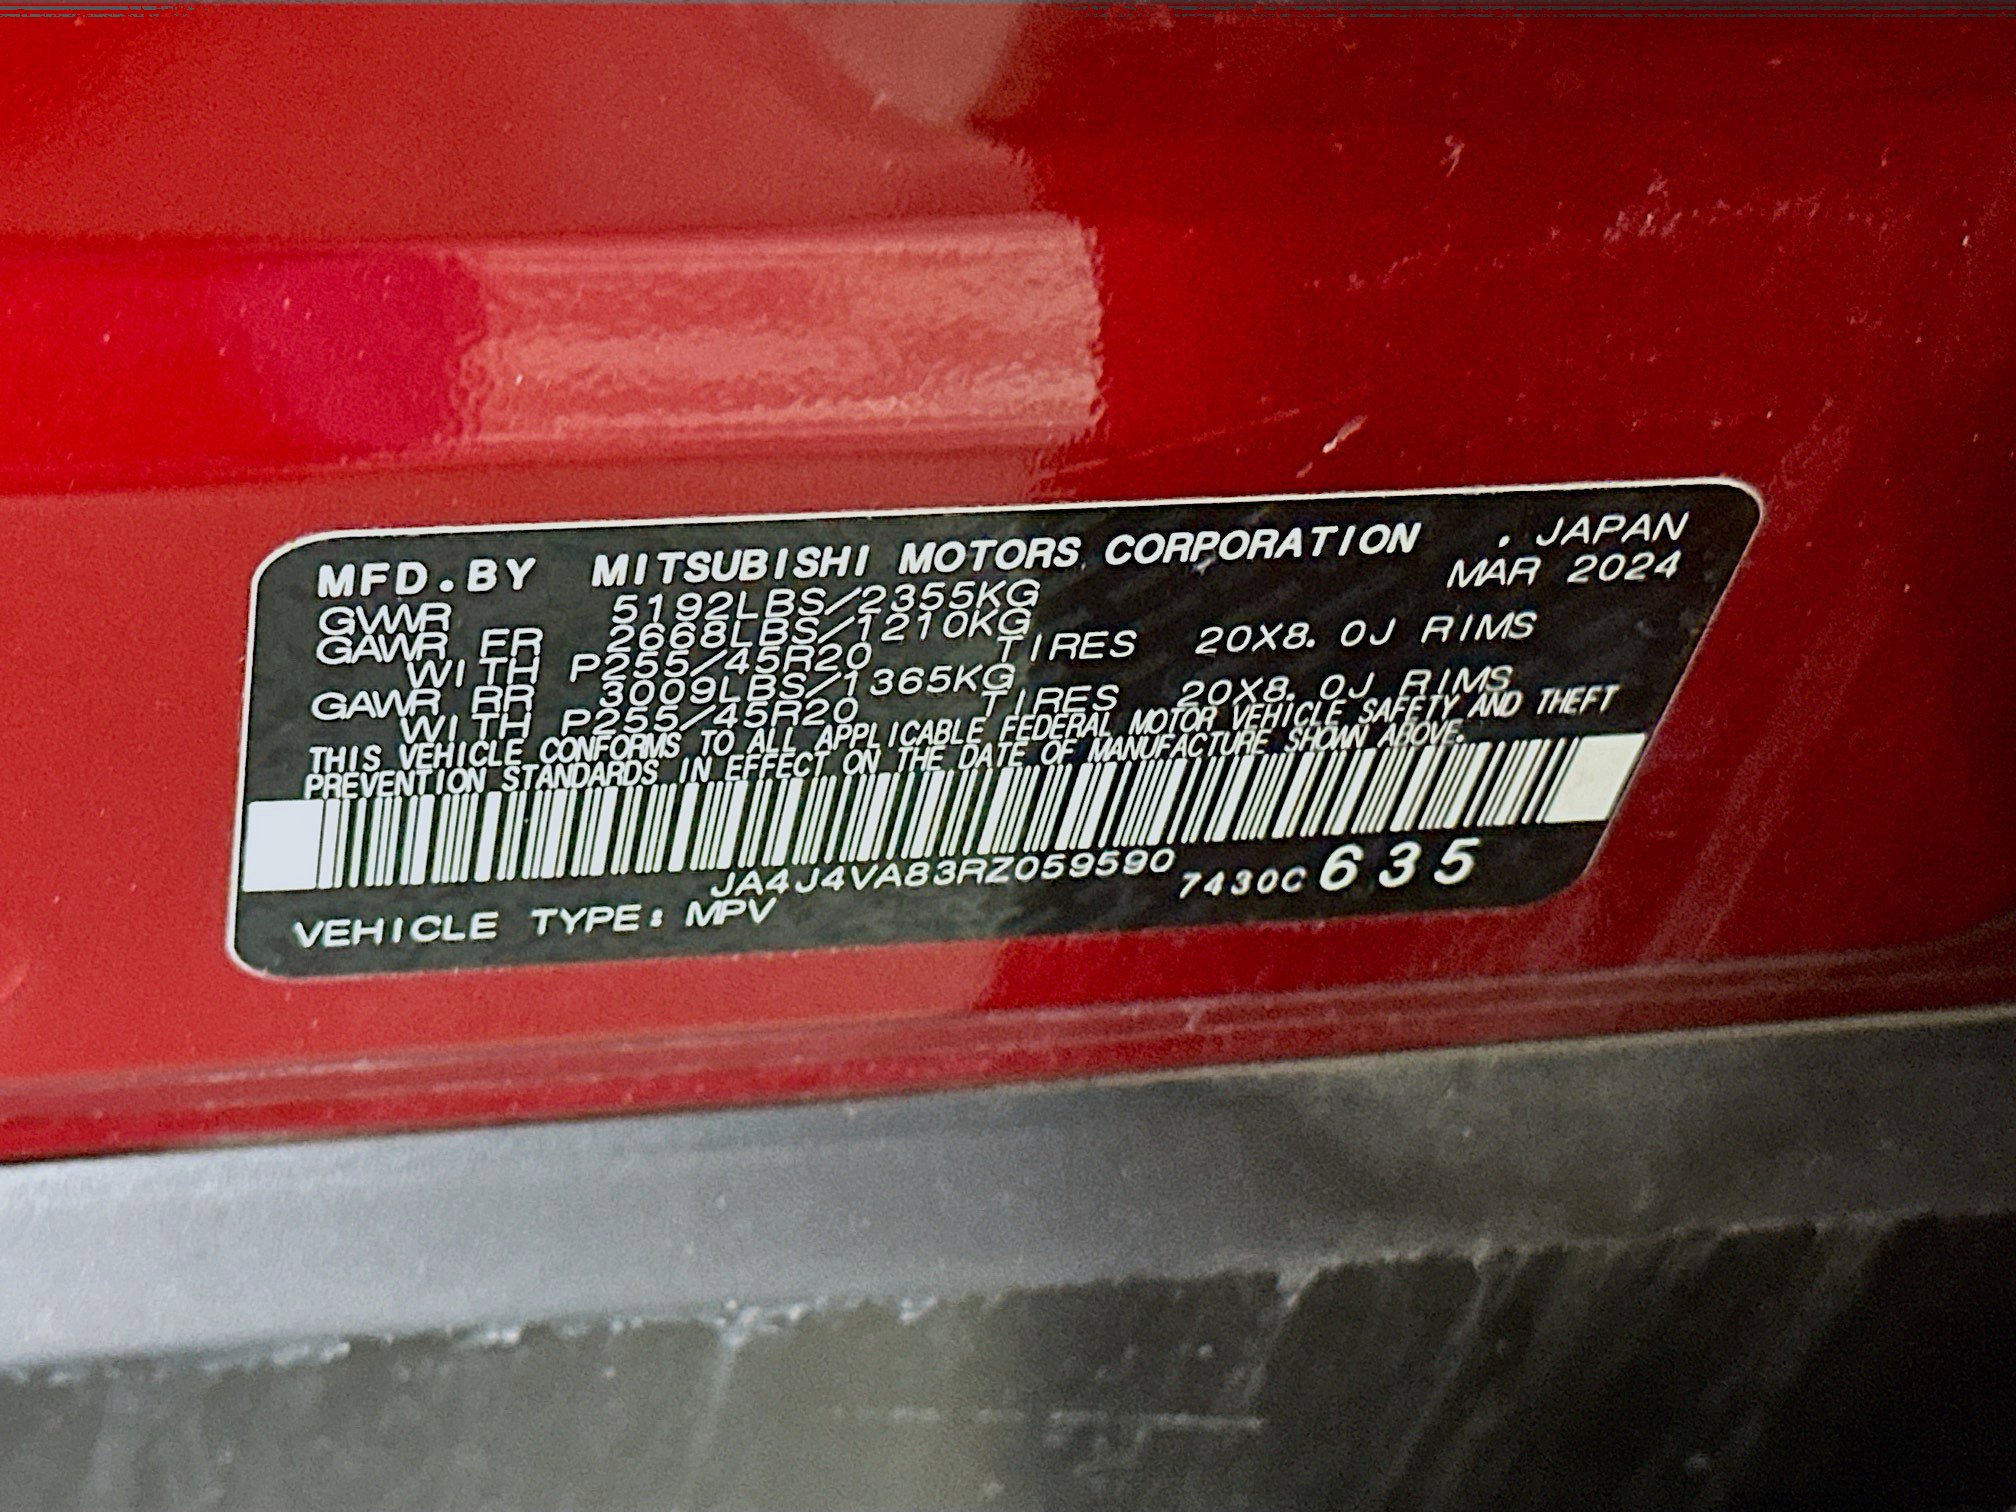 MFD. BY MITSUBISHI MOTORS CORPORATION , JAPAN
MAR 2024
GVWR 5192LBS/2355KG
GAWR FR 2668LBS/1210KG
WITH P255/45R20 TIRES 20X8. 0J RIMS
GAWR RR 3009LBS/1365KG
WITH P255/45R20 TIRES 20X8. 0J RIMS
THIS VEHICLE CONFORMS TO ALL APPLICABLE FEDERAL MOTOR VEHICLE SAFETY AND THEFT
PREVENTION STANDARDS IN EFFECT ON THE DATE OF MANUFACTURE SHOWN ABOVE.
JA4J4VA83RZ059590 7430C 635
VEHICLE TYPE: MPV